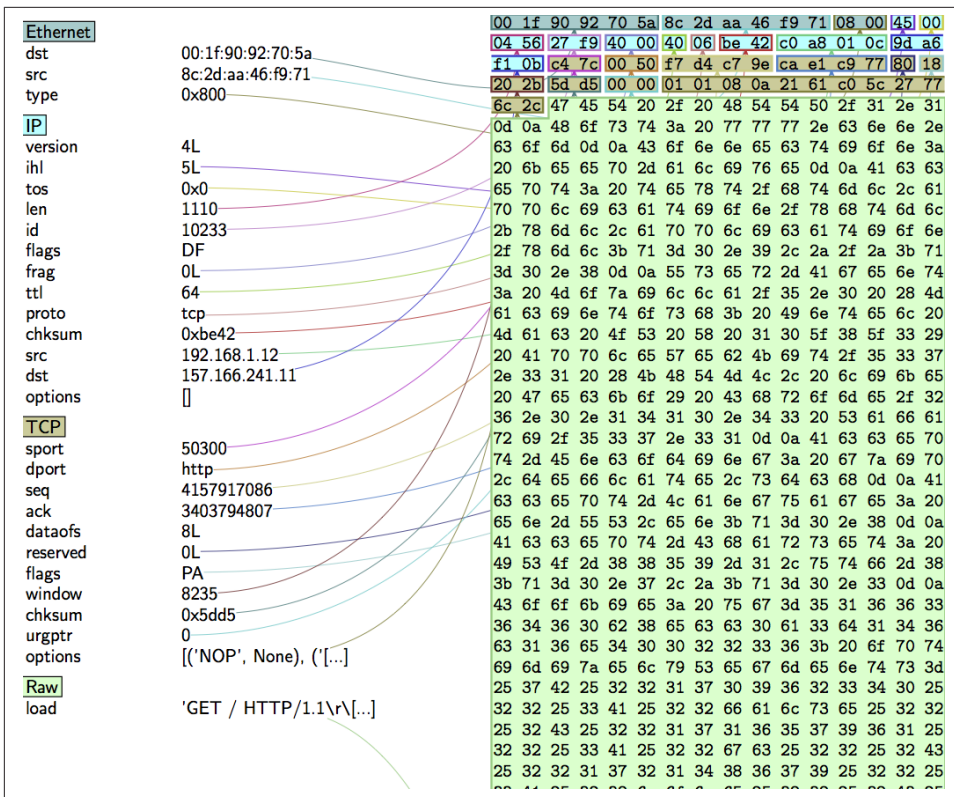 Ethernet
dst 00:1f:90:92:70:5a
src 8c:2d:aa:46:f9:71
type 0x800
IP
version 4L
ihl 5L
tos 0x0
len 1110
id 10233
flags DF
frag 0L
ttl 64
proto tcp
chksum 0xbe42
src 192.168.1.12
dst 157.166.241.11
options []
TCP
sport 50300
dport http
seq 4157917086
ack 3403794807
dataofs 8L
reserved 0L
flags PA
window 8235
chksum 0x5dd5
urgptr 0
options [('NOP', None), ('[...]
Raw
load 'GET / HTTP/1.1\r\[...]
00 1f 90 92 70 5a 8c 2d aa 46 f9 71 08 00 45 00
04 56 27 f9 40 00 40 06 be 42 c0 a8 01 0c 9d a6
f1 0b c4 7c 00 50 f7 d4 c7 9e ca e1 c9 77 80 18
20 2b 5d d5 00 00 01 01 08 0a 21 61 c0 5c 27 77
6c 2c 47 45 54 20 2f 20 48 54 54 50 2f 31 2e 31
0d 0a 48 6f 73 74 3a 20 77 77 77 2e 63 6e 6e 2e
63 6f 6d 0d 0a 43 6f 6e 6e 65 63 74 69 6f 6e 3a
20 6b 65 65 70 2d 61 6c 69 76 65 0d 0a 41 63 63
65 70 74 3a 20 74 65 78 74 2f 68 74 6d 6c 2c 61
70 70 6c 69 63 61 74 69 6f 6e 2f 78 68 74 6d 6c
2b 78 6d 6c 2c 61 70 70 6c 69 63 61 74 69 6f 6e
2f 78 6d 6c 3b 71 3d 30 2e 39 2c 2a 2f 2a 3b 71
3d 30 2e 38 0d 0a 55 73 65 72 2d 41 67 65 6e 74
3a 20 4d 6f 7a 69 6c 6c 61 2f 35 2e 30 20 28 4d
61 63 69 6e 74 6f 73 68 3b 20 49 6e 74 65 6c 20
4d 61 63 20 4f 53 20 58 20 31 30 5f 38 5f 33 29
20 41 70 70 6c 65 57 65 62 4b 69 74 2f 35 33 37
2e 33 31 20 28 4b 48 54 4d 4c 2c 20 6c 69 6b 65
20 47 65 63 6b 6f 29 20 43 68 72 6f 6d 65 2f 32
36 2e 30 2e 31 34 31 30 2e 34 33 20 53 61 66 61
72 69 2f 35 33 37 2e 33 31 0d 0a 41 63 63 65 70
74 2d 45 6e 63 6f 64 69 6e 67 3a 20 67 7a 69 70
2c 64 65 66 6c 61 74 65 2c 73 64 63 68 0d 0a 41
63 63 65 70 74 2d 4c 61 6e 67 75 61 67 65 3a 20
65 6e 2d 55 53 2c 65 6e 3b 71 3d 30 2e 38 0d 0a
41 63 63 65 70 74 2d 43 68 61 72 73 65 74 3a 20
49 53 4f 2d 38 38 35 39 2d 31 2c 75 74 66 2d 38
3b 71 3d 30 2e 37 2c 2a 3b 71 3d 30 2e 33 0d 0a
43 6f 6f 6b 69 65 3a 20 75 67 3d 35 31 36 36 33
36 34 36 30 62 38 65 63 63 30 61 33 64 31 34 36
63 31 36 65 34 30 30 32 32 33 36 3b 20 6f 70 74
69 6d 69 7a 65 6c 79 53 65 67 6d 65 6e 74 73 3d
25 37 42 25 32 32 31 37 30 39 36 32 33 34 30 25
32 32 25 33 41 25 32 32 66 61 6c 73 65 25 32 32
25 32 43 25 32 32 31 37 31 36 35 37 39 36 31 25
32 32 25 33 41 25 32 32 67 63 25 32 32 25 32 43
25 32 32 31 37 32 31 34 38 36 37 39 25 32 32 25